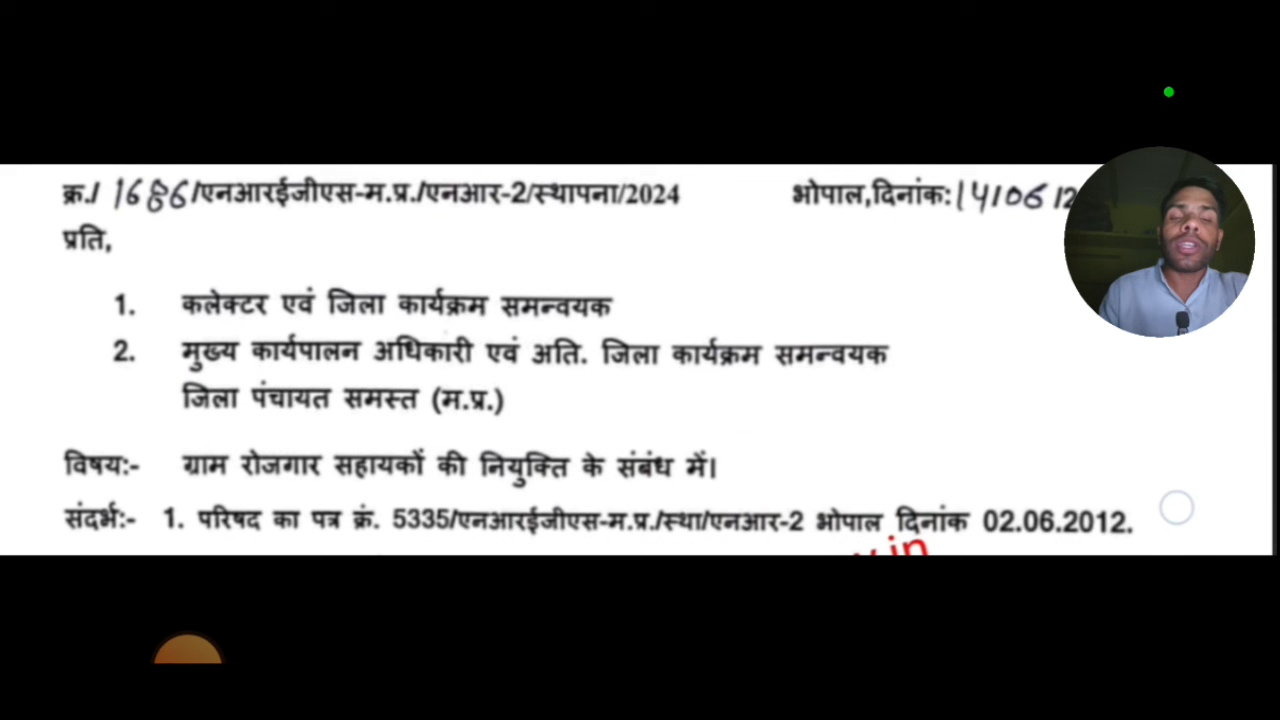 क्र./ 1686/एनआरईजीएस-म.प्र./एनआर-2/स्थापना/2024 भोपाल,दिनांक:14/06/2
प्रति,
1. कलेक्टर एवं जिला कार्यक्रम समन्वयक
2. मुख्य कार्यपालन अधिकारी एवं अति. जिला कार्यक्रम समन्वयक
जिला पंचायत समस्त (म.प्र.)
विषय:- ग्राम रोजगार सहायकों की नियुक्ति के संबंध में।
संदर्भ:- 1. परिषद का पत्र क्रं. 5335/एनआरईजीएस-म.प्र./स्था/एनआर-2 भोपाल दिनांक 02.06.2012.